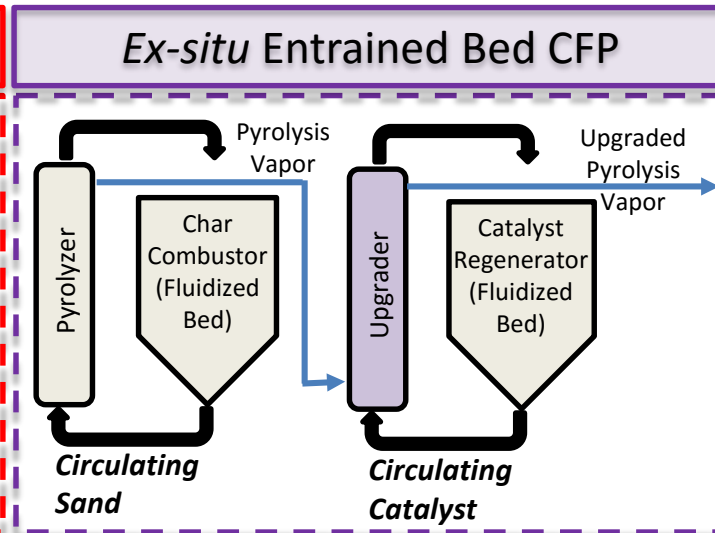 Ex-situ Entrained Bed CFP
Pyrolysis
Vapor
Upgraded
Pyrolysis
Vapor
Pyrolyzer
Char
Combustor
(Fluidized
Bed)
Upgrader
Catalyst
Regenerator
(Fluidized
Bed)
Circulating
Sand
Circulating
Catalyst